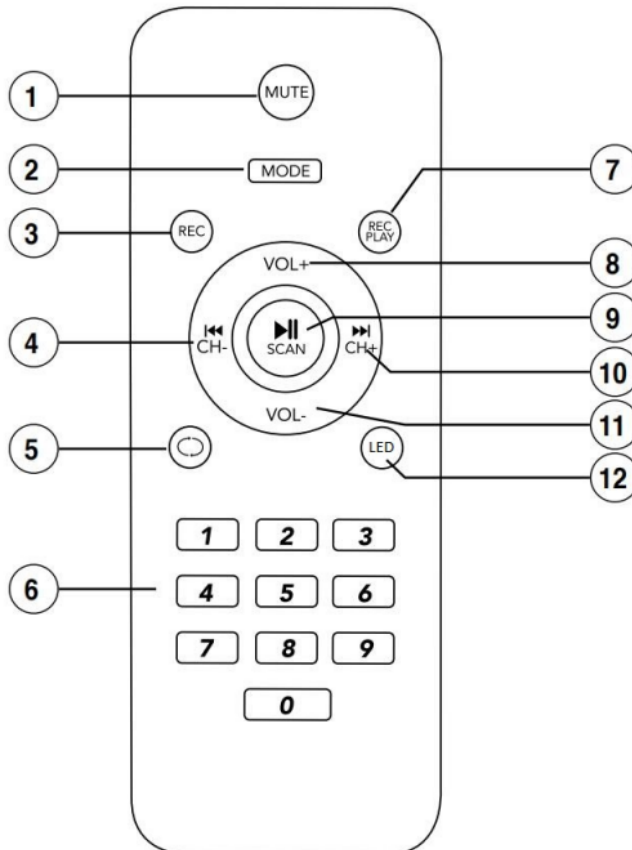 1
MUTE
2
MODE
7
3
REC
REC
PLAY
VOL+
8
9
4
CH-
SCAN
CH+
10
VOL-
11
5
LED
12
1 2 3
6
4 5 6
7 8 9
0